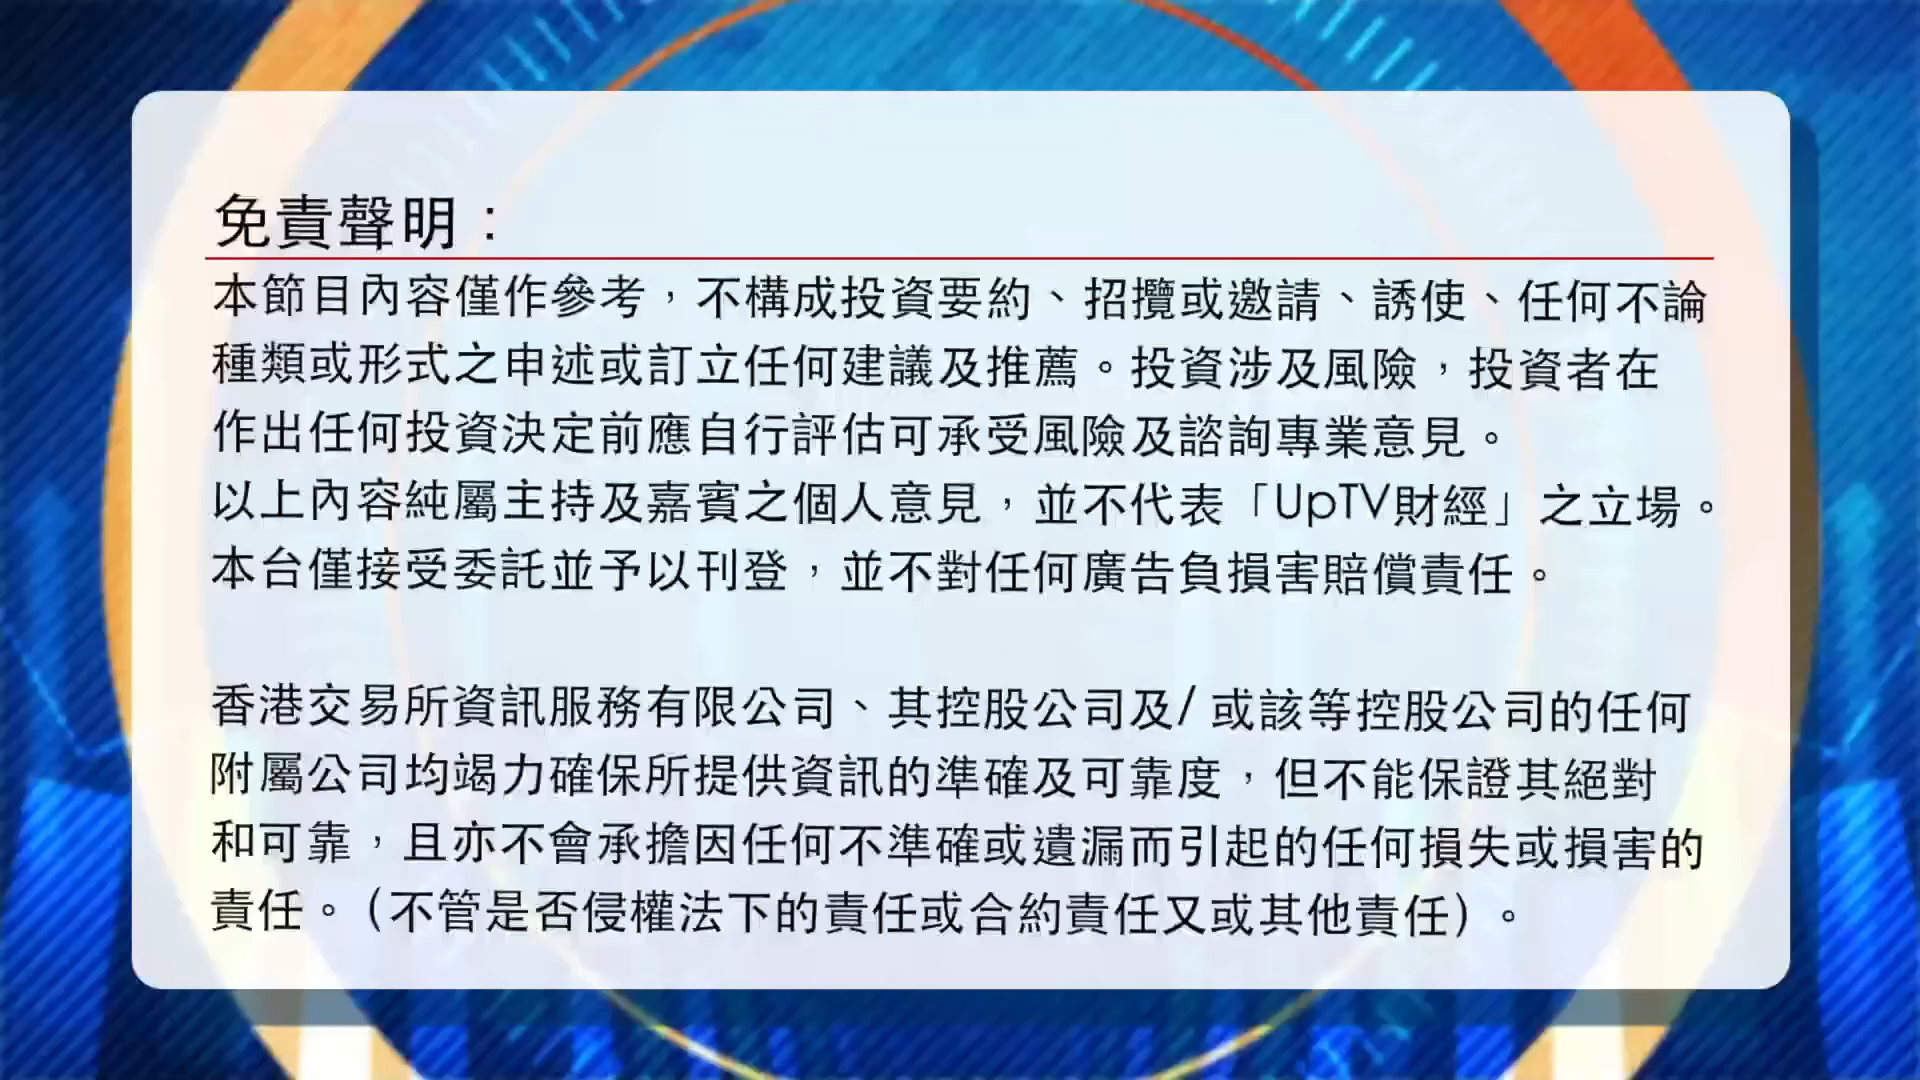 免責聲明：
本節目內容僅作參考，不構成投資要約、招攬或邀請、誘使、任何不論
種類或形式之申述或訂立任何建議及推薦。投資涉及風險，投資者在
作出任何投資決定前應自行評估可承受風險及諮詢專業意見。
以上內容純屬主持及嘉賓之個人意見，並不代表「UpTV財經」之立場。
本台僅接受委託並予以刊登，並不對任何廣告負損害賠償責任。
香港交易所資訊服務有限公司、其控股公司及/ 或該等控股公司的任何
附屬公司均竭力確保所提供資訊的準確及可靠度，但不能保證其絕對
和可靠，且亦不會承擔因任何不準確或遺漏而引起的任何損失或損害的
責任。（不管是否侵權法下的責任或合約責任又或其他責任）。